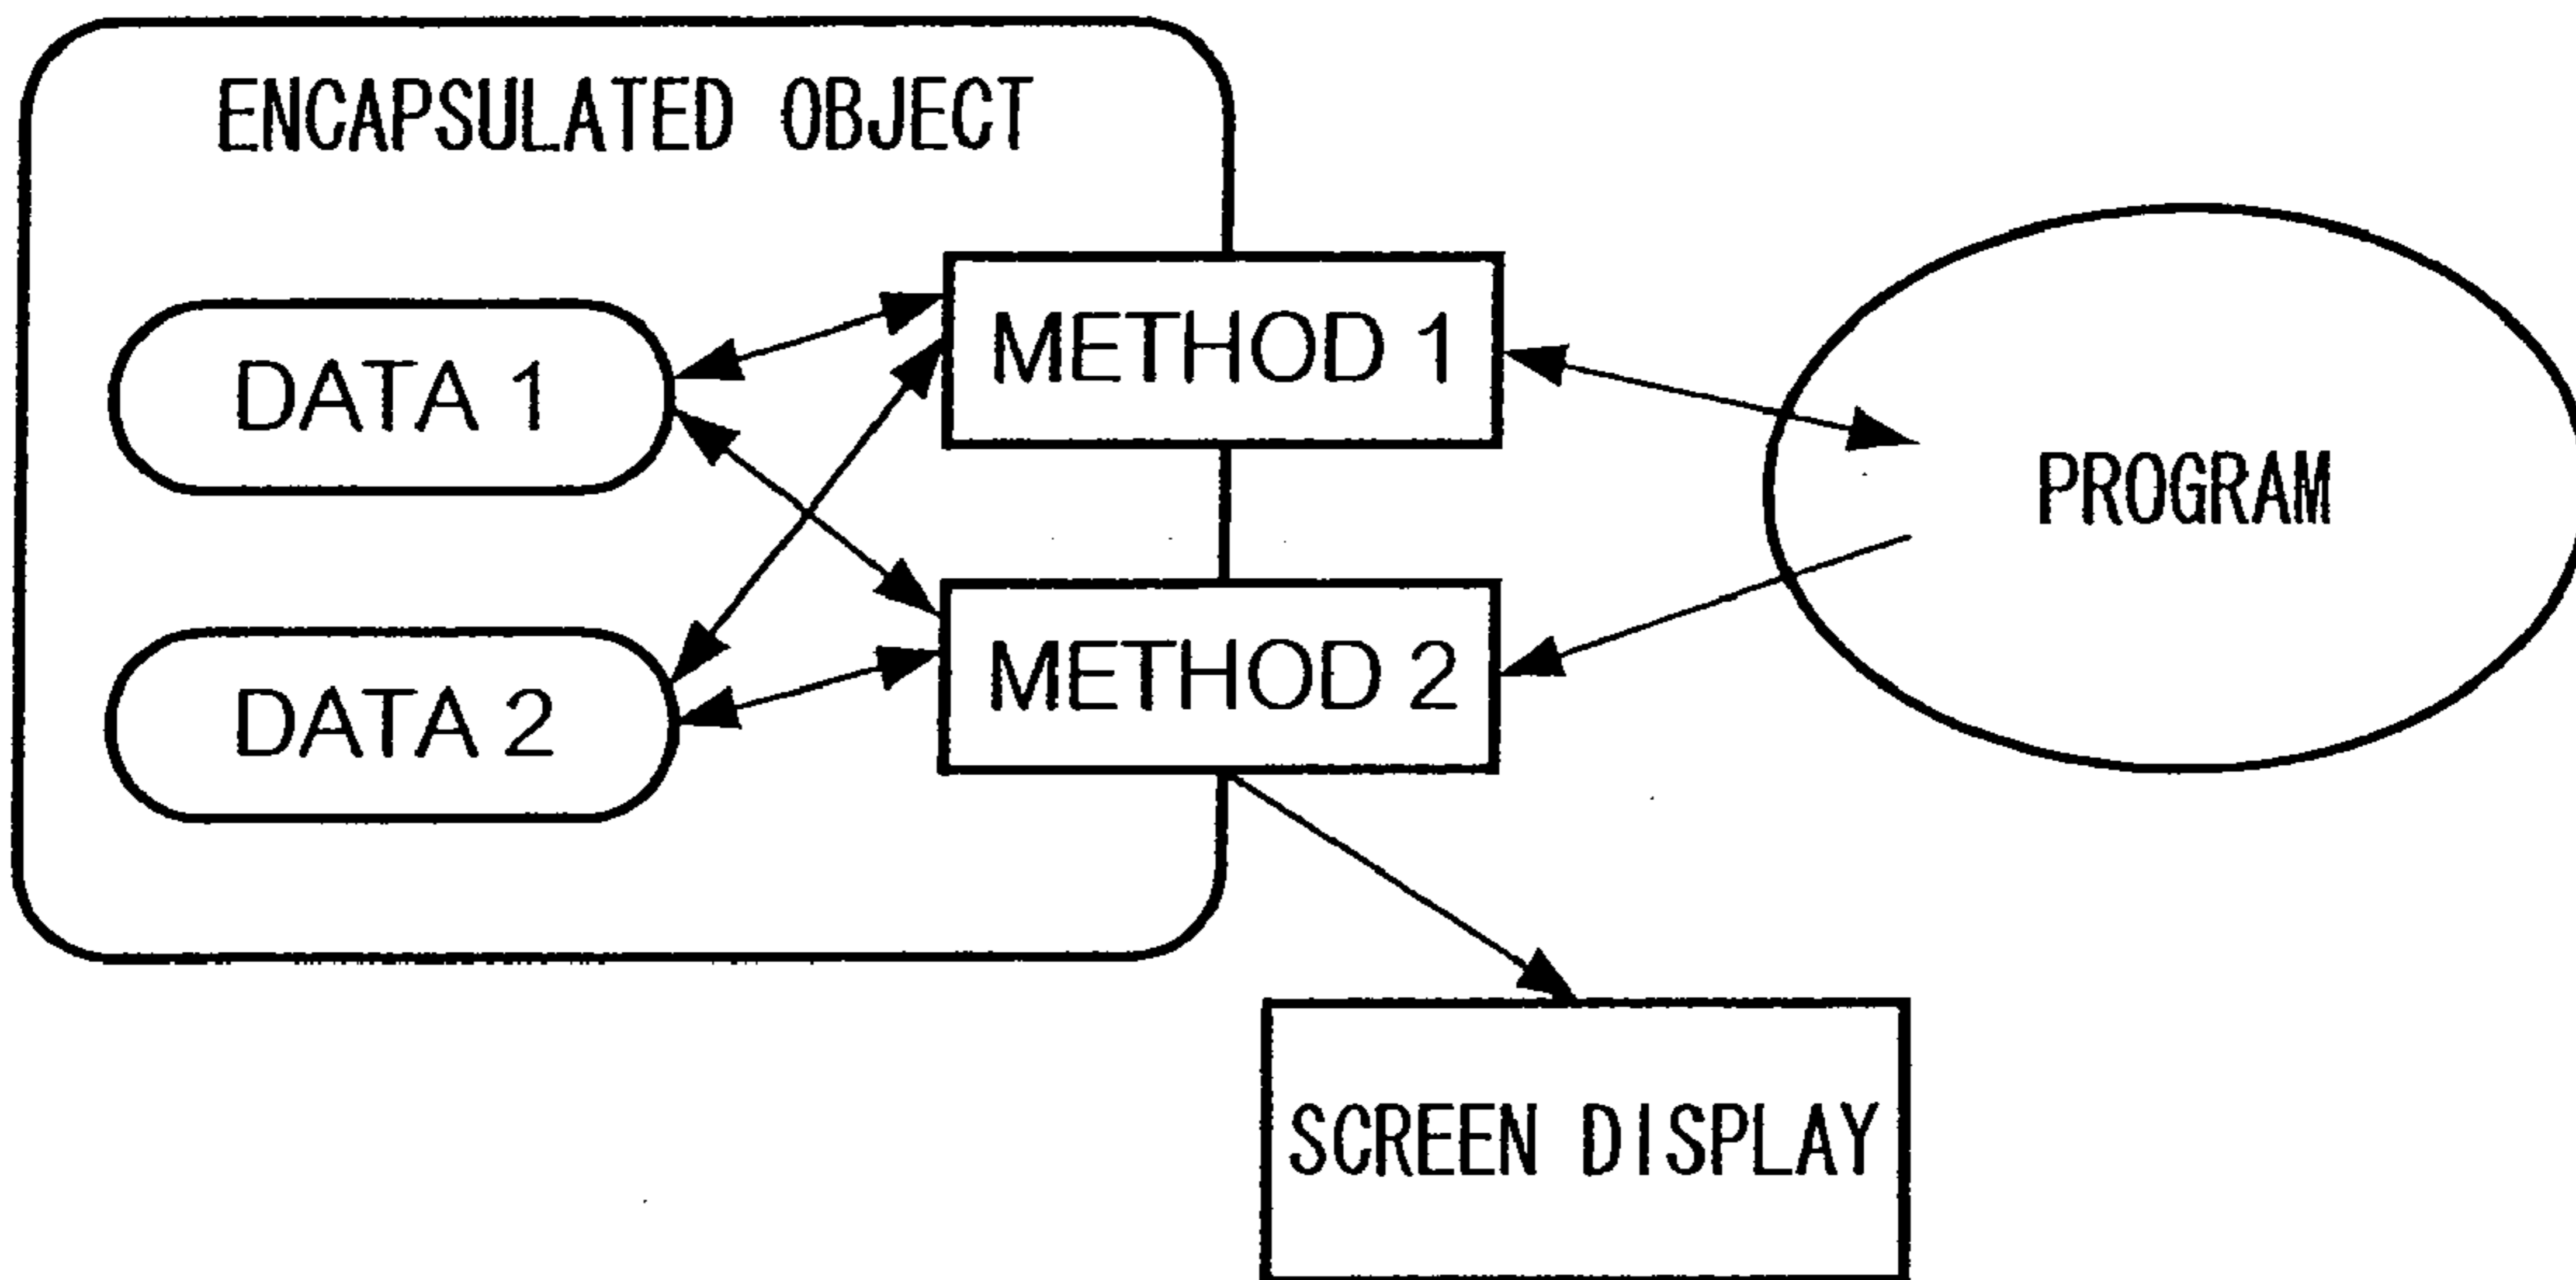 ENCAPSULATED OBJECT
METHOD 1
DATA 1
PROGRAM
METHOD 2
DATA 2
SCREEN DISPLAY